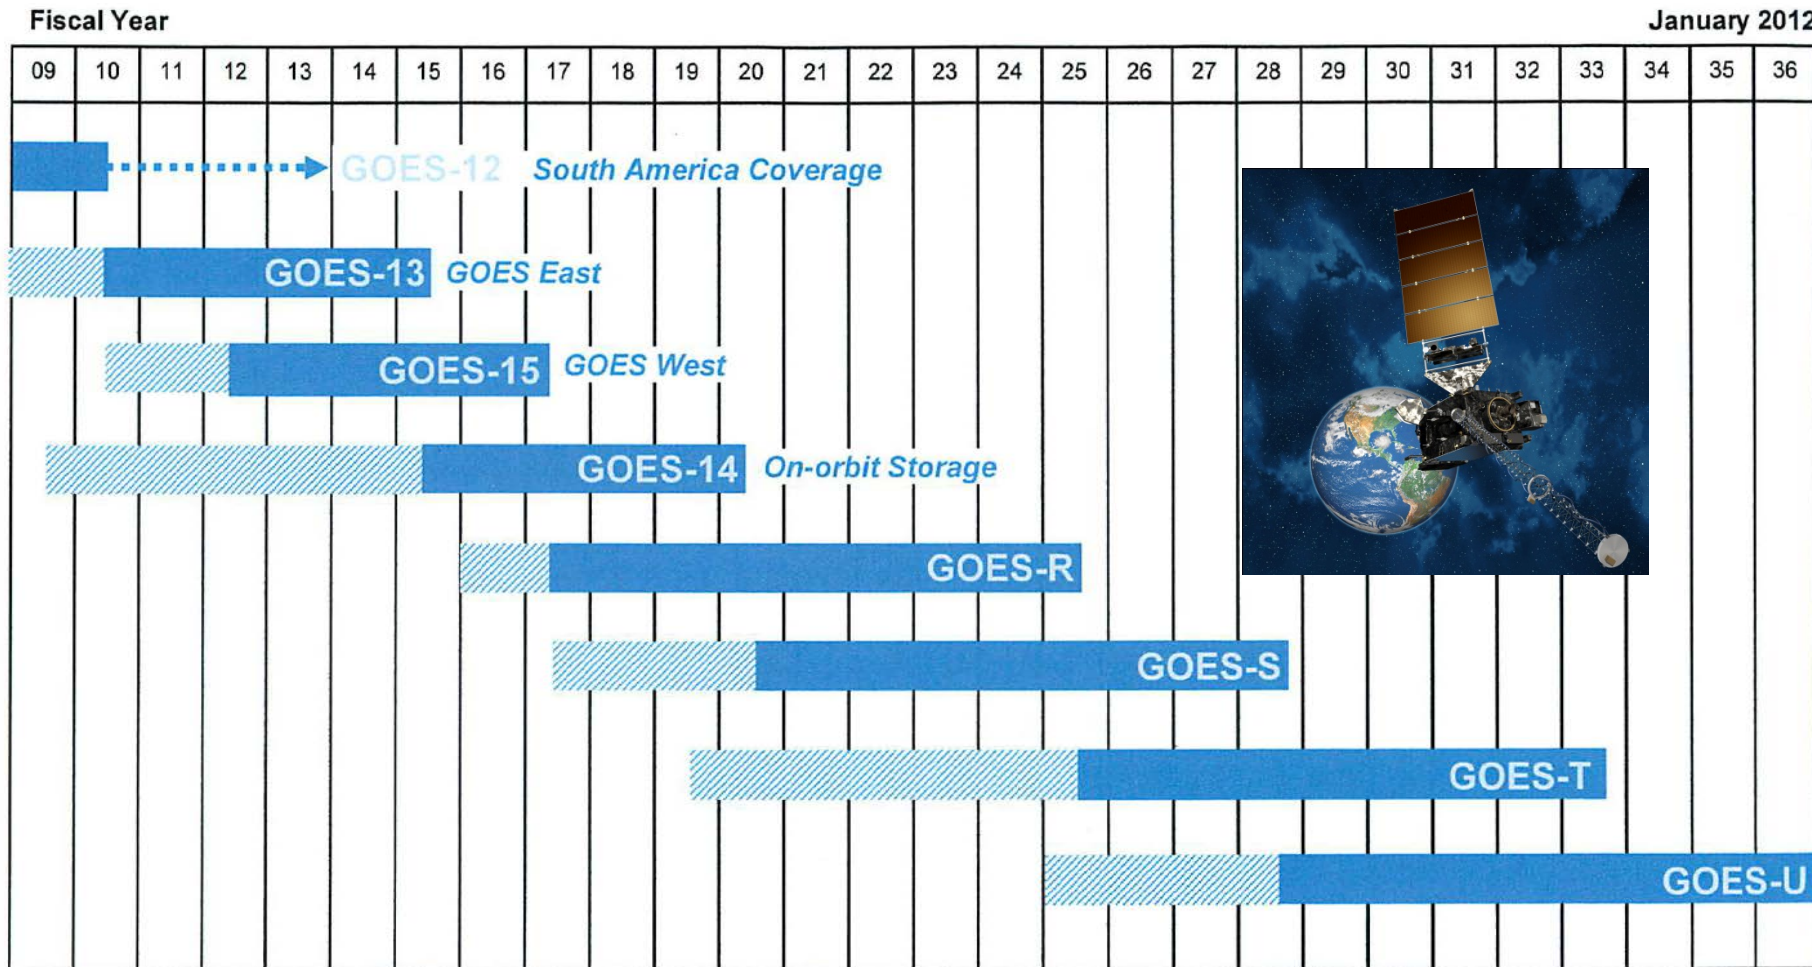 Fiscal Year January 2012
09 10 11 12 13 14 15 16 17 18 19 20 21 22 23 24 25 26 27 28 29 30 31 32 33 34 35 36
GOES-12 South America Coverage
GOES-13 GOES East
GOES-15 GOES West
GOES-14 On-orbit Storage
GOES-R
GOES-S
GOES-T
GOES-U